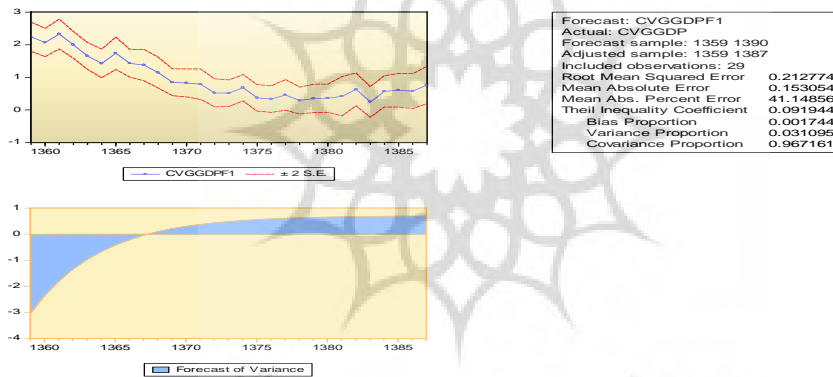 3
2
1
0
-1
1360 1365 1370 1375 1380 1385
CVGGDPF1 ± 2 S.E.
Forecast: CVGGDPF1
Actual: CVGGDP
Forecast sample: 1359 1390
Adjusted sample: 1359 1387
Included observations: 29
Root Mean Squared Error 0.212774
Mean Absolute Error 0.153054
Mean Abs. Percent Error 41.14856
Theil Inequality Coefficient 0.091944
Bias Proportion 0.001744
Variance Proportion 0.031095
Covariance Proportion 0.967161
1
0
-1
-2
-3
-4
1360 1365 1370 1375 1380 1385
Forecast of Variance